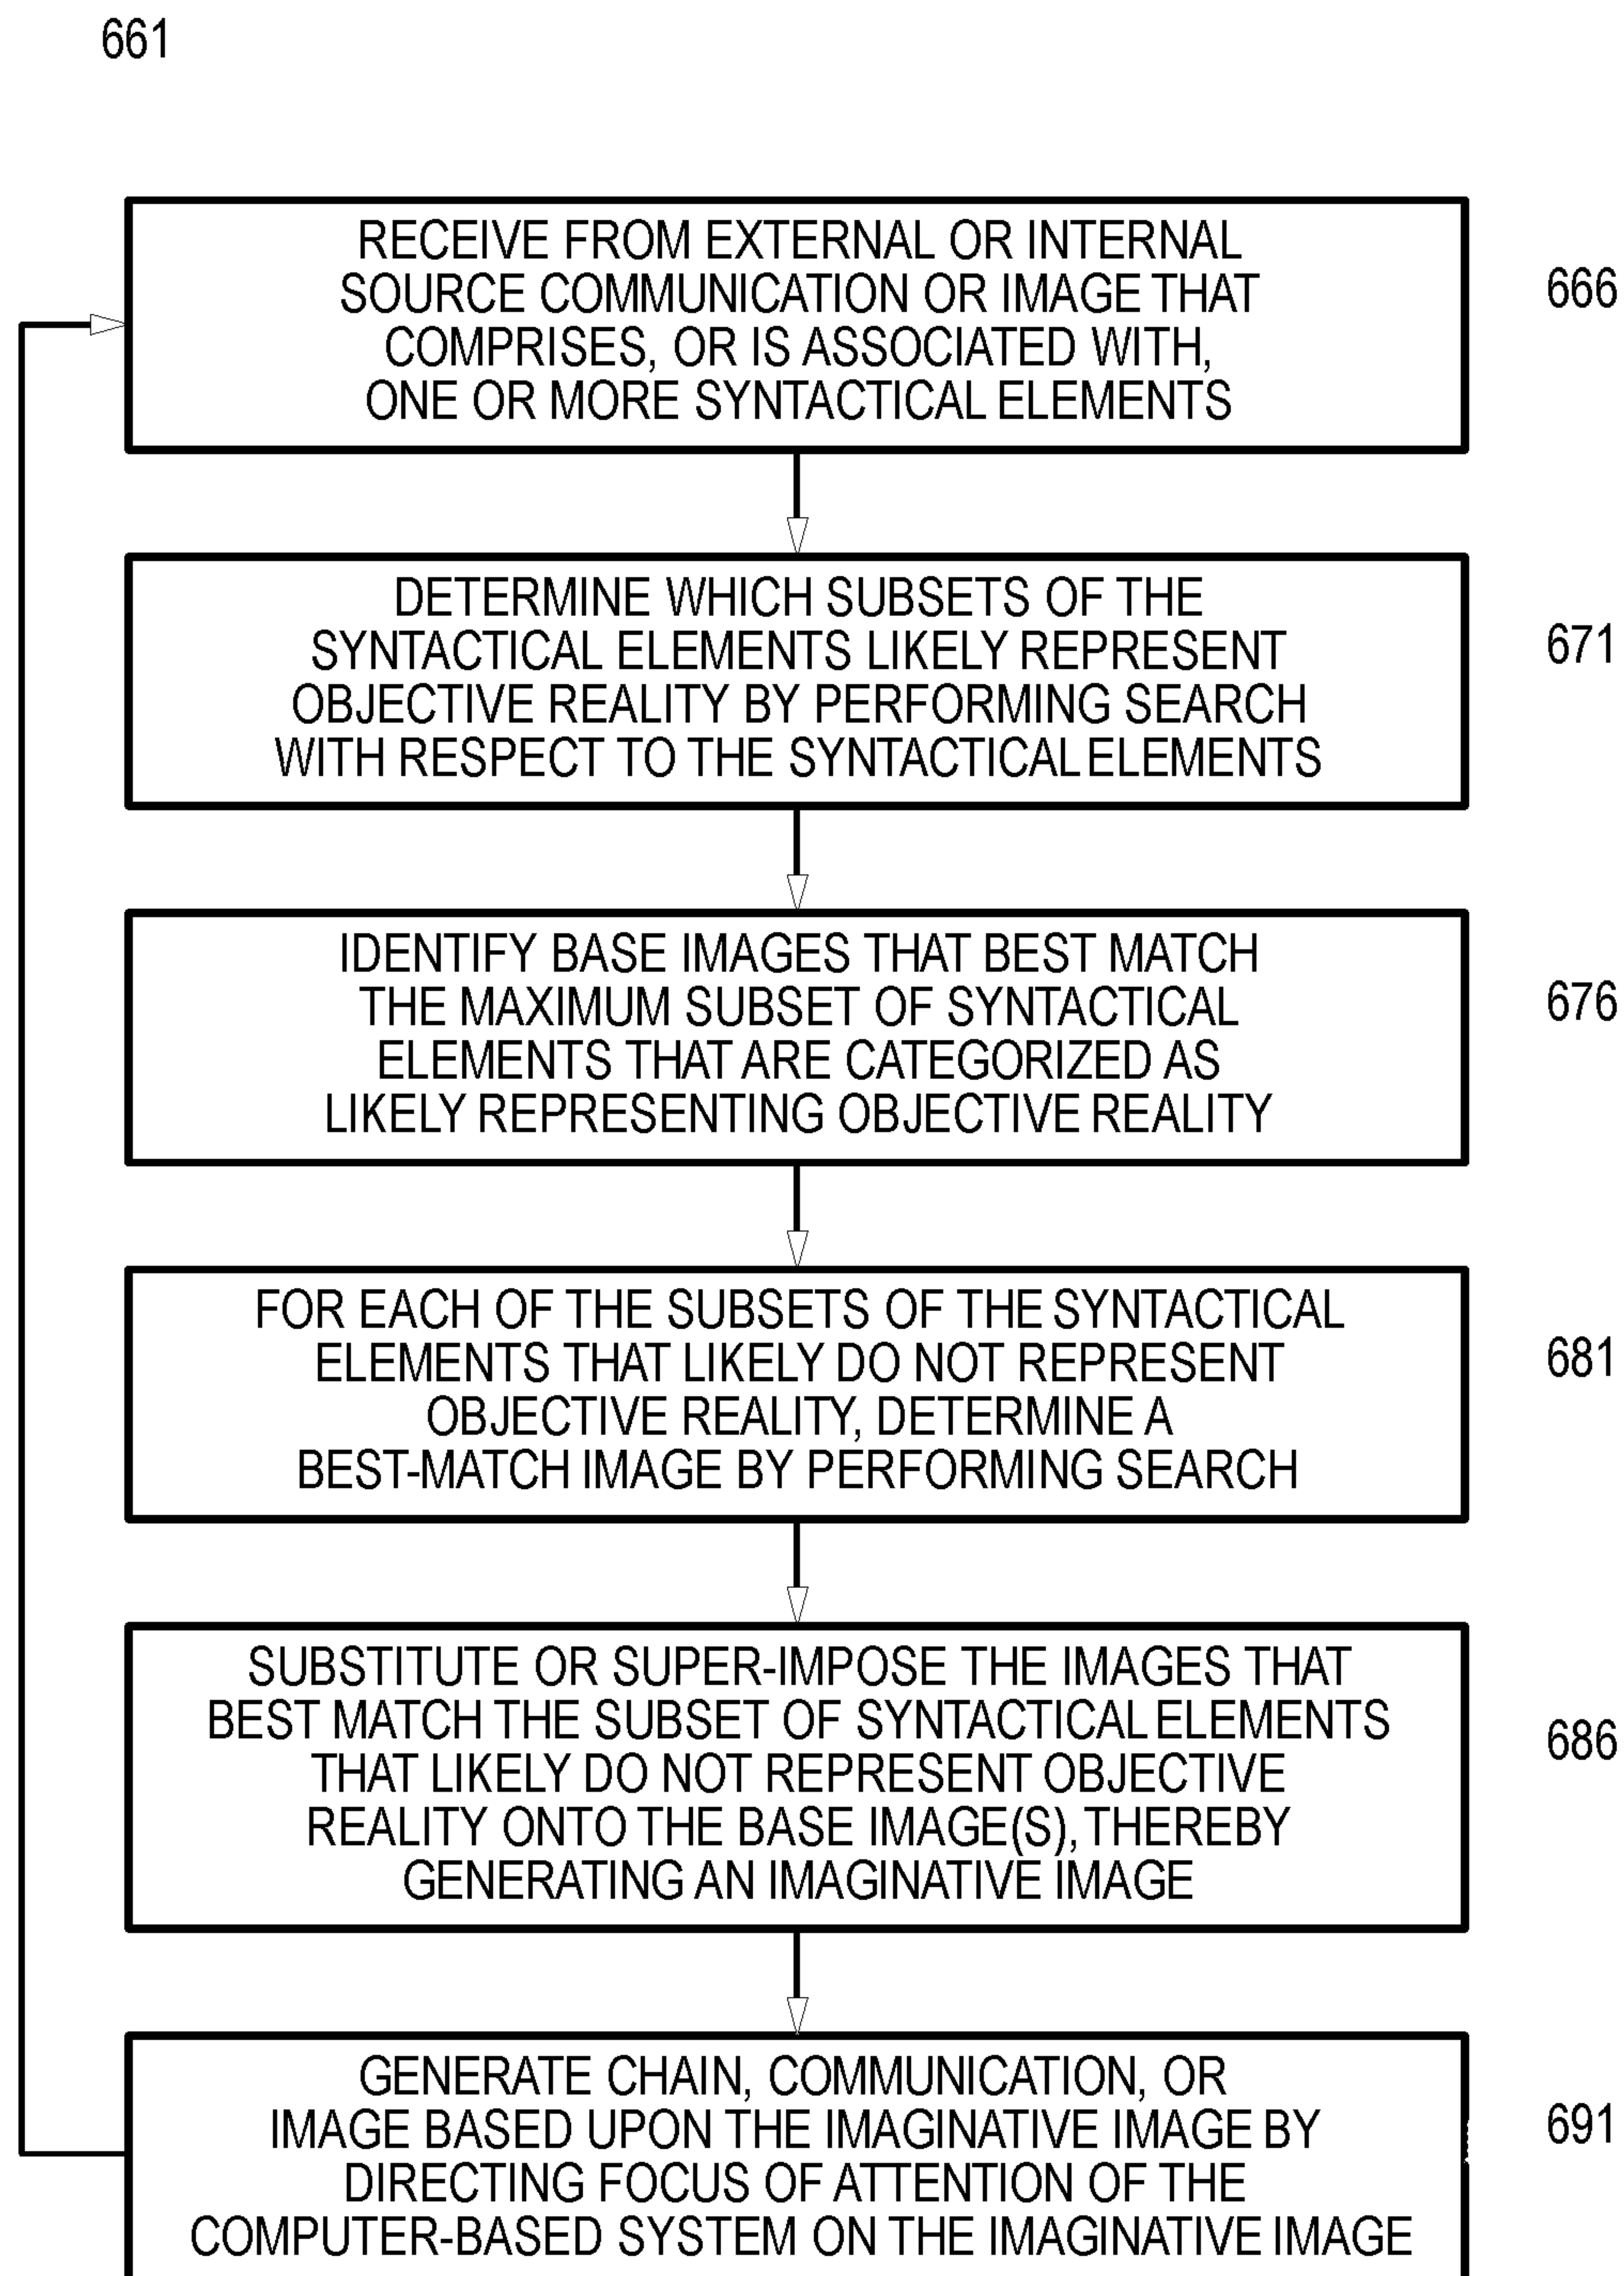 661
RECEIVE FROM EXTERNAL OR INTERNAL
SOURCE COMMUNICATION OR IMAGE THAT
COMPRISES, OR IS ASSOCIATED WITH,
ONE OR MORE SYNTACTICAL ELEMENTS
666
DETERMINE WHICH SUBSETS OF THE
SYNTACTICAL ELEMENTS LIKELY REPRESENT
OBJECTIVE REALITY BY PERFORMING SEARCH
WITH RESPECT TO THE SYNTACTICAL ELEMENTS
671
IDENTIFY BASE IMAGES THAT BEST MATCH
THE MAXIMUM SUBSET OF SYNTACTICAL
ELEMENTS THAT ARE CATEGORIZED AS
LIKELY REPRESENTING OBJECTIVE REALITY
676
FOR EACH OF THE SUBSETS OF THE SYNTACTICAL
ELEMENTS THAT LIKELY DO NOT REPRESENT
OBJECTIVE REALITY, DETERMINE A
BEST-MATCH IMAGE BY PERFORMING SEARCH
681
SUBSTITUTE OR SUPER-IMPOSE THE IMAGES THAT
BEST MATCH THE SUBSET OF SYNTACTICAL ELEMENTS
THAT LIKELY DO NOT REPRESENT OBJECTIVE
REALITY ONTO THE BASE IMAGE(S), THEREBY
GENERATING AN IMAGINATIVE IMAGE
686
GENERATE CHAIN, COMMUNICATION, OR
IMAGE BASED UPON THE IMAGINATIVE IMAGE BY
DIRECTING FOCUS OF ATTENTION OF THE
COMPUTER-BASED SYSTEM ON THE IMAGINATIVE IMAGE
691